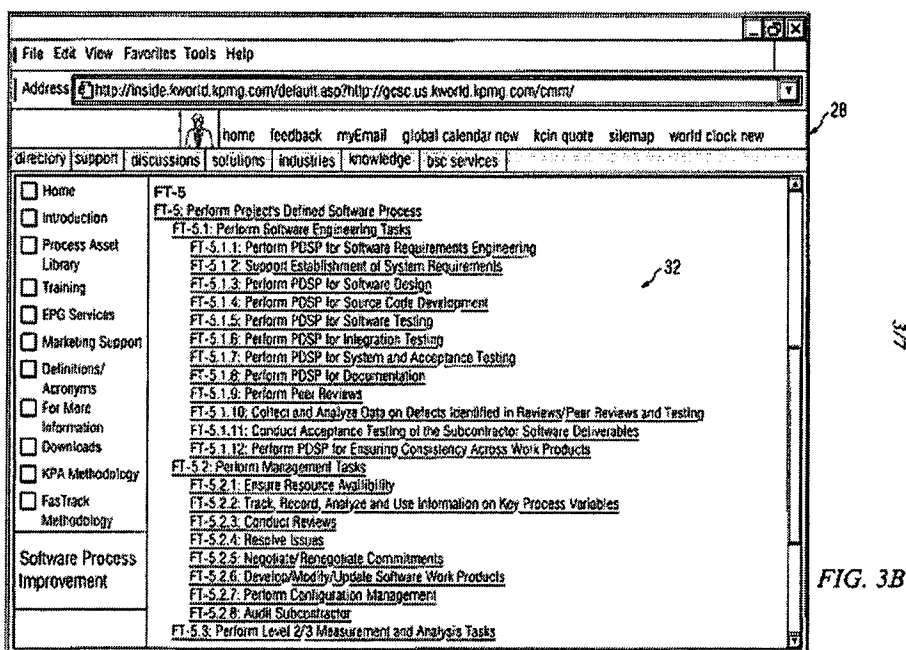 File Edit View Favorites Tools Help
Address http://inside.kworld.kpmg.com/default.asp?http://gcsc.us.kworld.kpmg.com/cmm/
28
home feedback myEmail global calendar new kcin quote sitemap world clock new
directory support discussions solutions industries knowledge bsc services
Home
Introduction
Process Asset
Library
Training
EPG Services
Marketing Support
Definitions/
Acronyms
For More
Information
Downloads
KPA Methodology
FasTrack
Methodology
Software Process
Improvement
FT-5
FT-5: Perform Project's Defined Software Process
FT-5.1: Perform Software Engineering Tasks
FT-5.1.1: Perform PDSP for Software Requirements Engineering
FT-5.1.2: Support Establishment of System Requirements
FT-5.1.3: Perform PDSP for Software Design
FT-5.1.4: Perform PDSP for Source Code Development
FT-5.1.5: Perform PDSP for Software Testing
FT-5.1.6: Perform PDSP for Integration Testing
FT-5.1.7: Perform PDSP for System and Acceptance Testing
FT-5.1.8: Perform PDSP for Documentation
FT-5.1.9: Perform Peer Reviews
FT-5.1.10: Collect and Analyze Data on Defects Identified in Reviews/Peer Reviews and Testing
FT-5.1.11: Conduct Acceptance Testing of the Subcontractor Software Deliverables
FT-5.1.12: Perform PDSP for Ensuring Consistency Across Work Products
FT-5.2: Perform Management Tasks
FT-5.2.1: Ensure Resource Availibility
FT-5.2.2: Track, Record, Analyze and Use Information on Key Process Variables
FT-5.2.3: Conduct Reviews
FT-5.2.4: Resolve Issues
FT-5.2.5: Negotiate/Renegotiate Commitments
FT-5.2.6: Develop/Modify/Update Software Work Products
FT-5.2.7: Perform Configuration Management
FT-5.2.8: Audit Subcontractor
FT-5.3: Perform Level 2/3 Measurement and Analysis Tasks
32
3/7
FIG. 3B